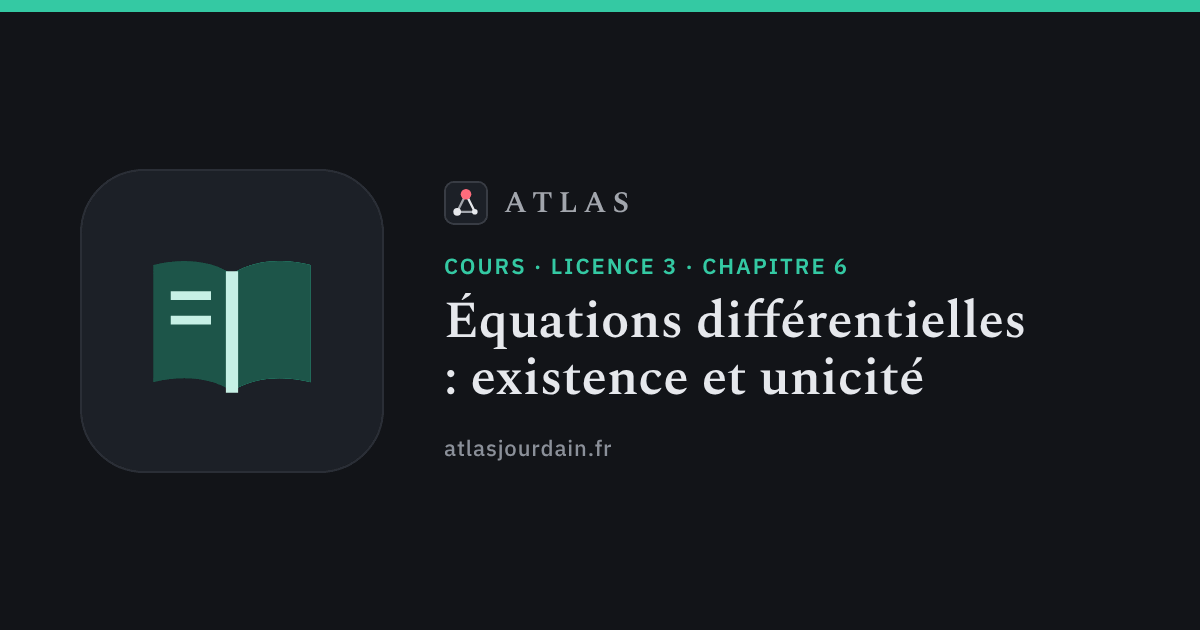 ATLAS
COURS · LICENCE 3 · CHAPITRE 6
Équations différentielles
: existence et unicité
atlasjourdain.fr